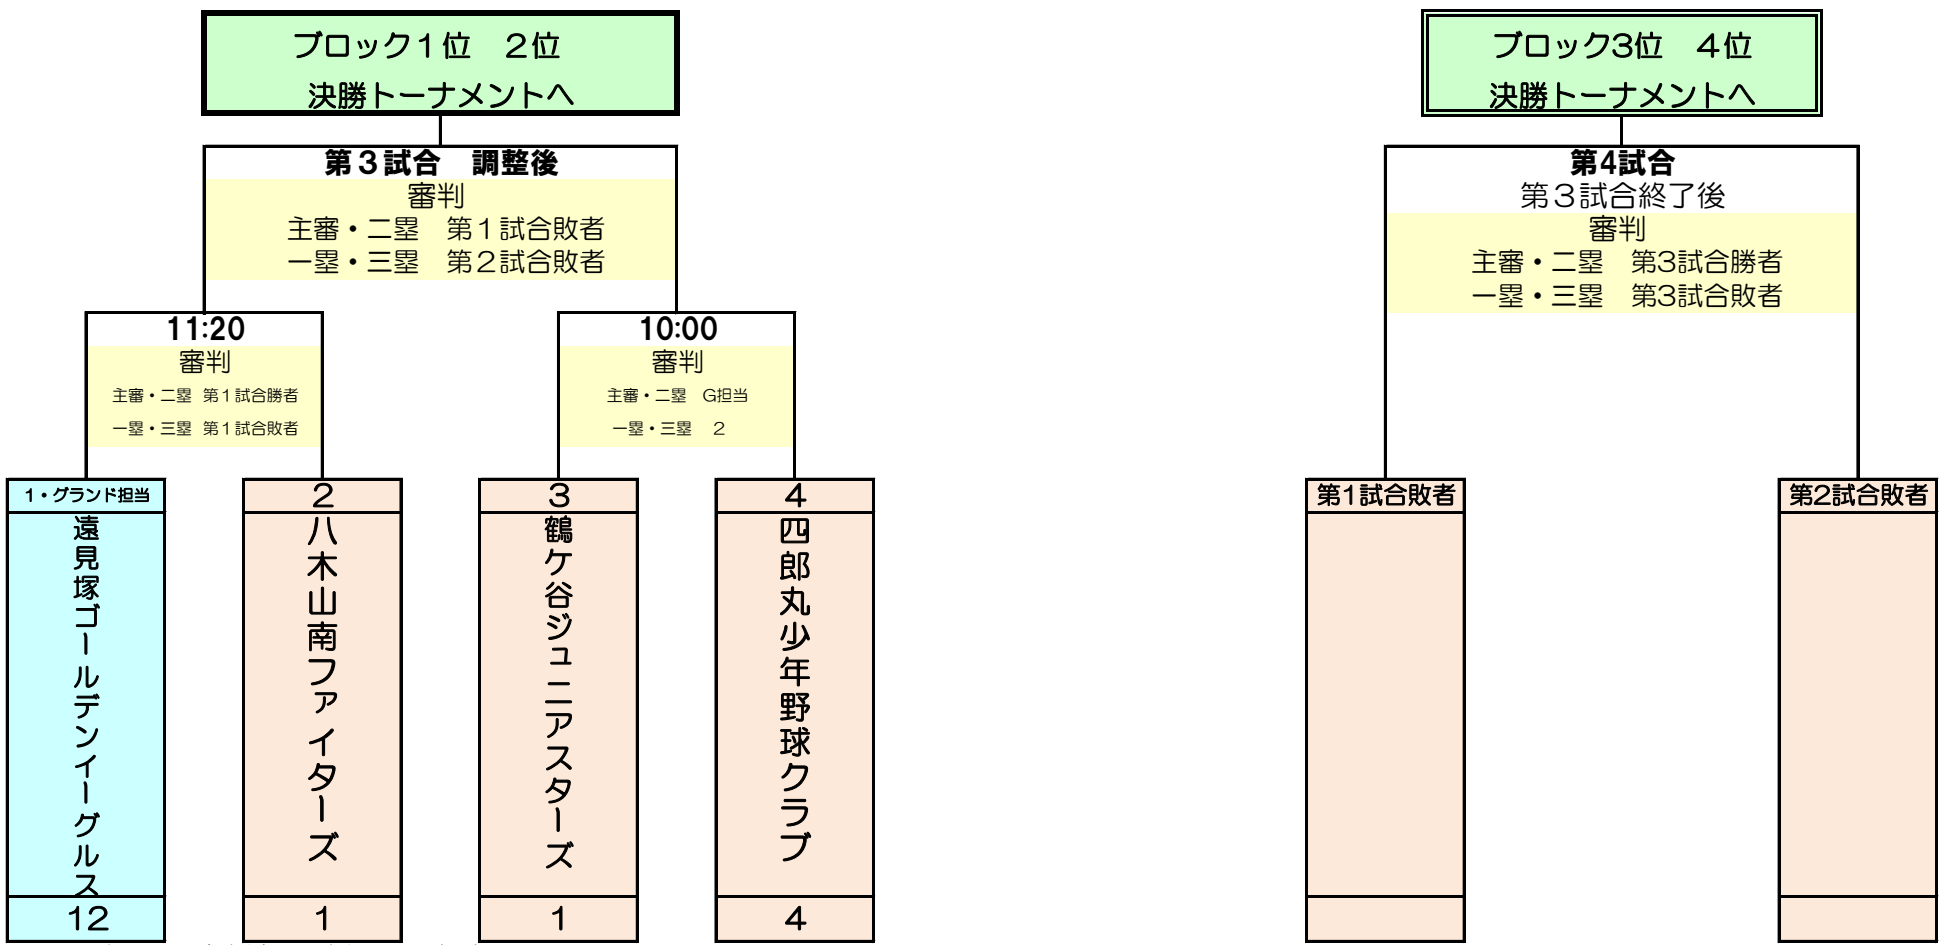 ブロック１位　２位
決勝トーナメントへ
第３試合　調整後
審判
主審・二塁　第１試合敗者
一塁・三塁　第２試合敗者
11:20
審判
主審・二塁 第１試合勝者
一塁・三塁 第１試合敗者
10:00
審判
主審・二塁　G担当
一塁・三塁　2
1・グランド担当
遠見塚ゴールデンイーグルス
12
2
八木山南ファイターズ
1
3
鶴ケ谷ジュニアスターズ
1
4
四郎丸少年野球クラブ
4
ブロック3位　４位
決勝トーナメントへ
第4試合
第３試合終了後
審判
主審・二塁　第3試合勝者
一塁・三塁　第3試合敗者
第1試合敗者
第2試合敗者